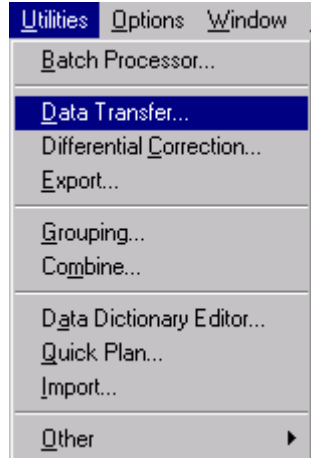 Utilities Options Window
Batch Processor...
Data Transfer...
Differential Correction...
Export...
Grouping...
Combine...
Data Dictionary Editor...
Quick Plan...
Import...
Other